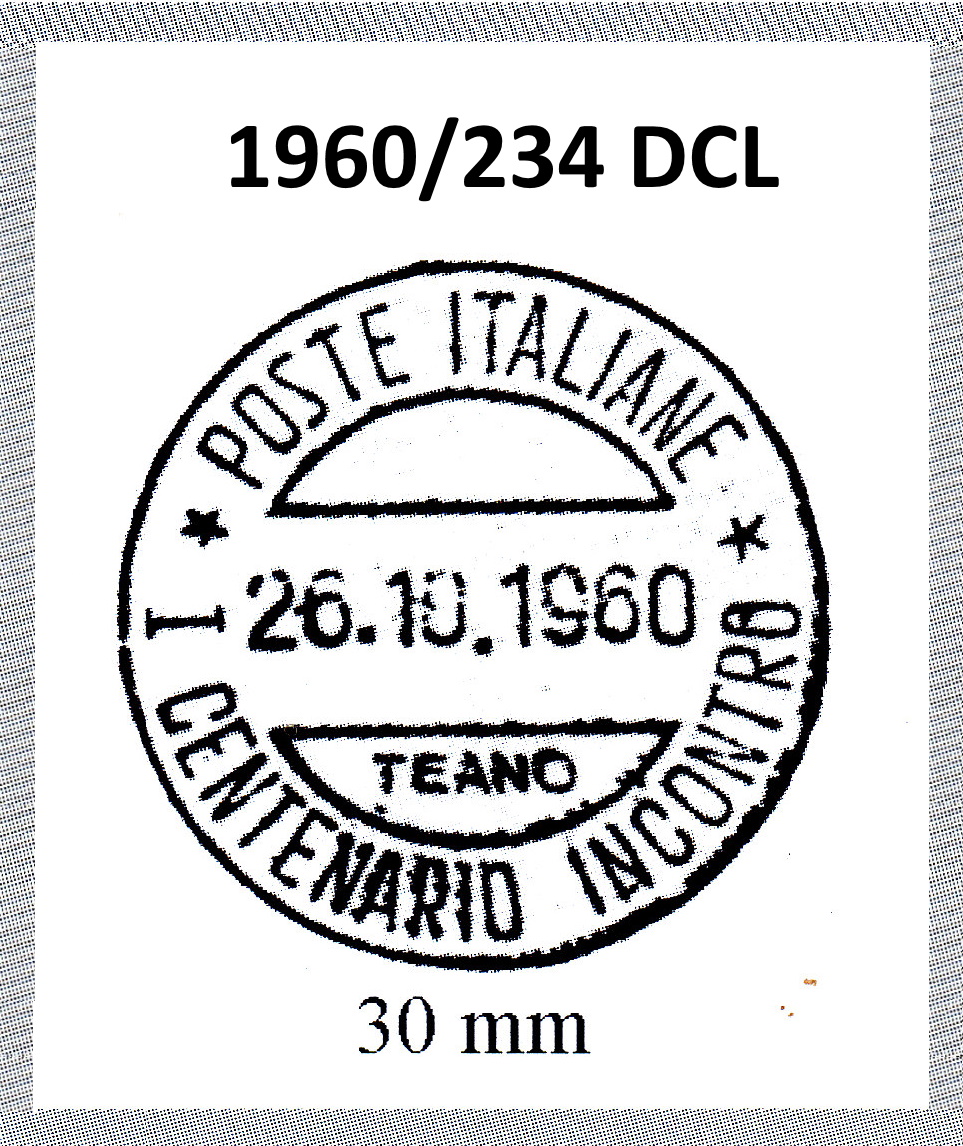 1960/234 DCL
★ POSTE ITALIANE ★
26.10.1960
TEANO
I CENTENARIO INCONTRO
30 mm